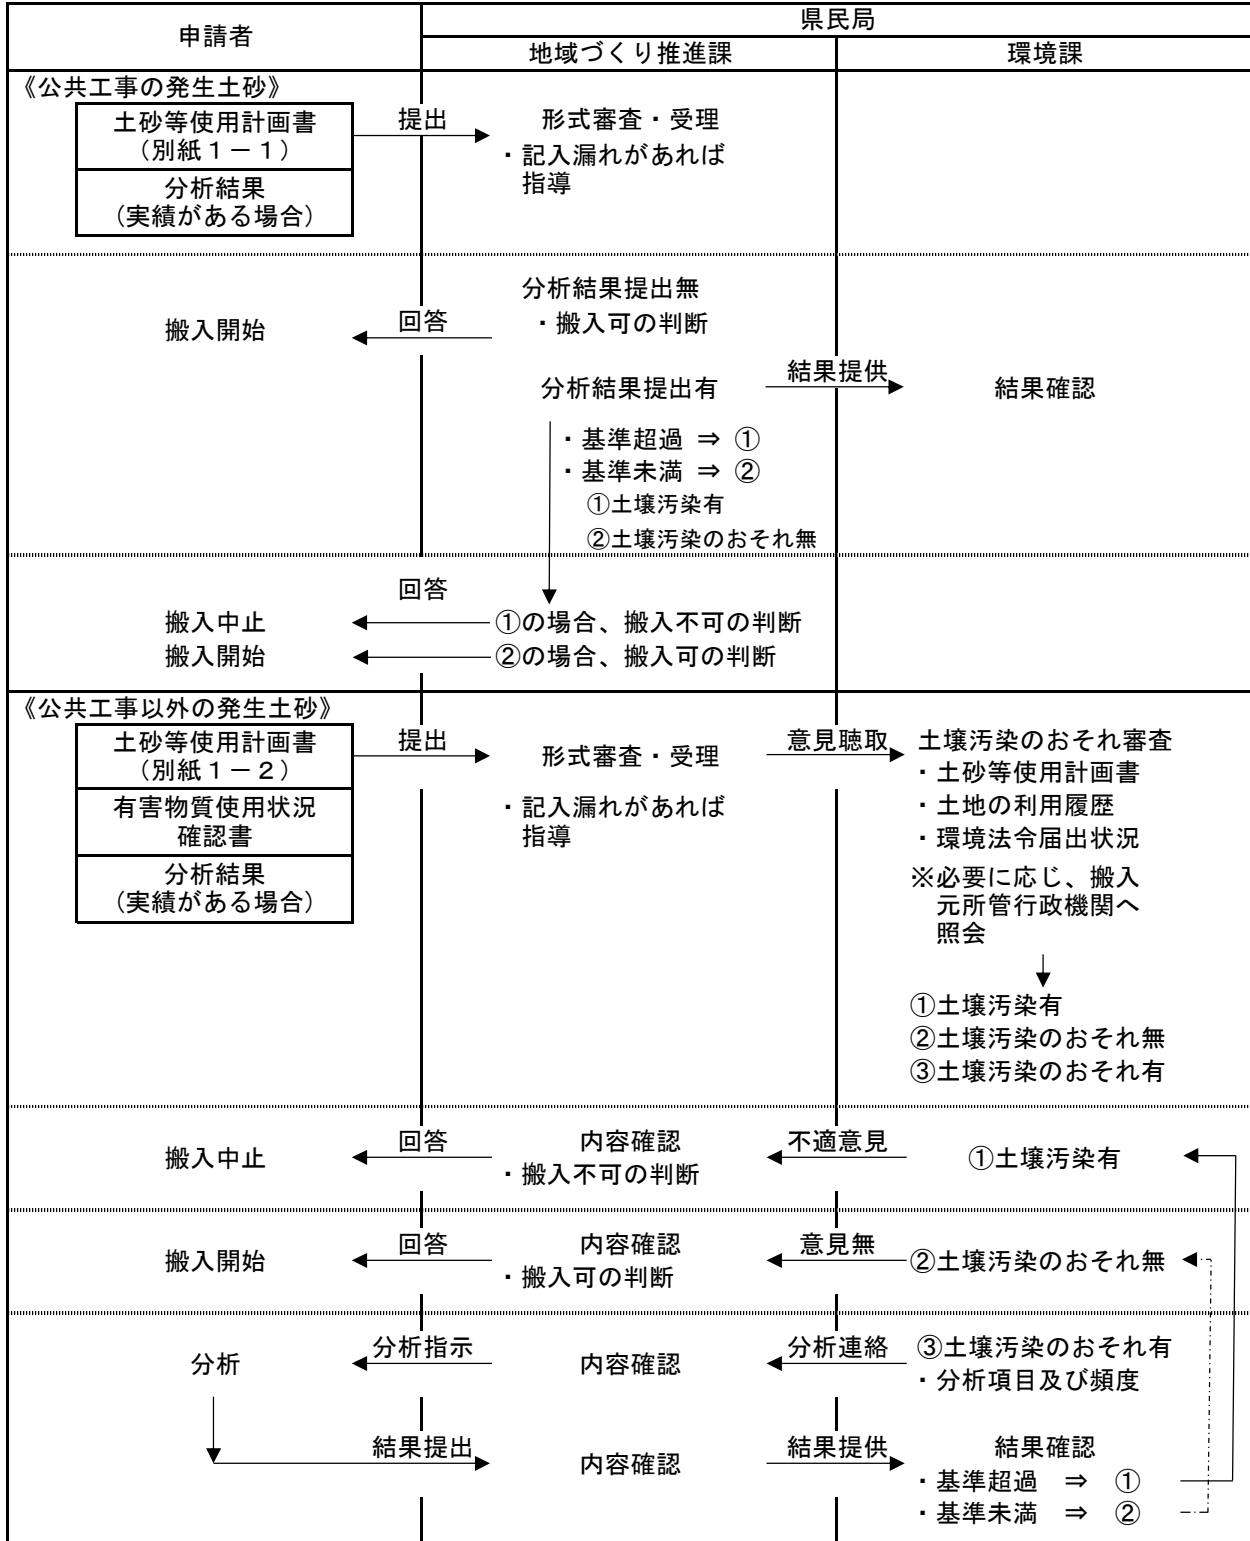 申請者
県民局
地域づくり推進課
環境課
《公共工事の発生土砂》
土砂等使用計画書
（別紙１－１）
分析結果
（実績がある場合）
提出
形式審査・受理
・記入漏れがあれば
指導
分析結果提出無
・搬入可の判断
回答
搬入開始
分析結果提出有
結果提供
結果確認
・基準超過 ⇒ ①
・基準未満 ⇒ ②
①土壌汚染有
②土壌汚染のおそれ無
回答
搬入中止
①の場合、搬入不可の判断
搬入開始
②の場合、搬入可の判断
《公共工事以外の発生土砂》
土砂等使用計画書
（別紙１－２）
有害物質使用状況
確認書
分析結果
（実績がある場合）
提出
形式審査・受理
・記入漏れがあれば
指導
意見聴取
土壌汚染のおそれ審査
・土砂等使用計画書
・土地の利用履歴
・環境法令届出状況
※必要に応じ、搬入
元所管行政機関へ
照会
①土壌汚染有
②土壌汚染のおそれ無
③土壌汚染のおそれ有
搬入中止
回答
内容確認
・搬入不可の判断
不適意見
①土壌汚染有
搬入開始
回答
内容確認
・搬入可の判断
意見無
②土壌汚染のおそれ無
分析
分析指示
内容確認
分析連絡
③土壌汚染のおそれ有
・分析項目及び頻度
結果提出
内容確認
結果提供
結果確認
・基準超過 ⇒ ①
・基準未満 ⇒ ②